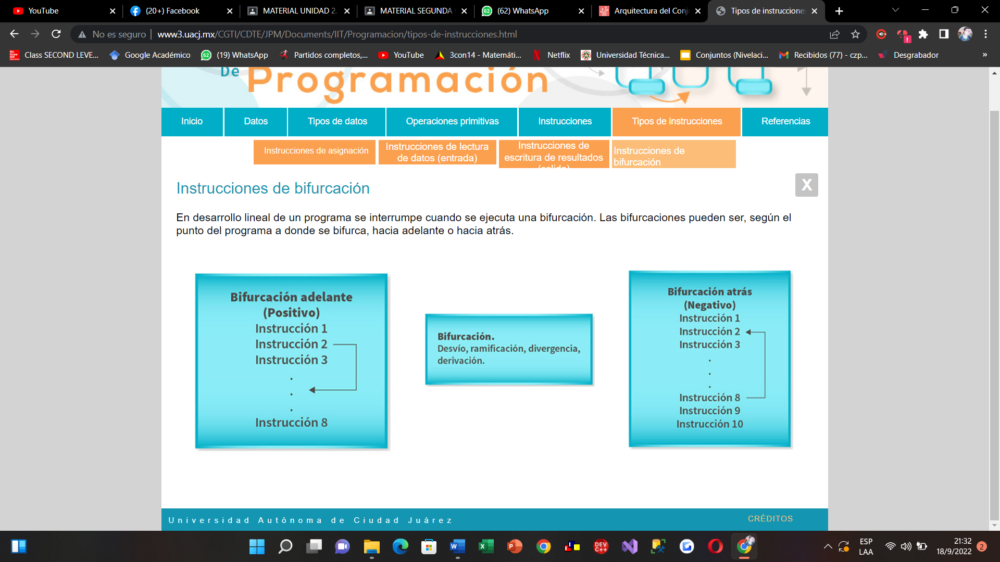 YouTube
(20+) Facebook
MATERIAL UNIDAD 2.
MATERIAL SEGUNDA
(62) WhatsApp
Arquitectura del Conj
Tipos de instrucciones
No es seguro | www3.uacj.mx/CGTI/CDTE/JPM/Documents/IIT/Programacion/tipos-de-instrucciones.html
Class SECOND LEVE...
Google Académico
(19) WhatsApp
Partidos completos,...
YouTube
3con14 - Matemáti...
Netflix
Universidad Técnica...
Conjuntos (Nivelaci...
Recibidos (77) - czp...
Desgrabador
»
De
Programación
Inicio
Datos
Tipos de datos
Operaciones primitivas
Instrucciones
Tipos de instrucciones
Referencias
Instrucciones de asignación
Instrucciones de lectura
de datos (entrada)
Instrucciones de
escritura de resultados
(salida)
Instrucciones de
bifurcación
Instrucciones de bifurcación
X
En desarrollo lineal de un programa se interrumpe cuando se ejecuta una bifurcación. Las bifurcaciones pueden ser, según el
punto del programa a donde se bifurca, hacia adelante o hacia atrás.
Bifurcación adelante
(Positivo)
Instrucción 1
Instrucción 2
Instrucción 3
.
.
.
Instrucción 8
Bifurcación.
Desvío, ramificación, divergencia,
derivación.
Bifurcación atrás
(Negativo)
Instrucción 1
Instrucción 2
Instrucción 3
.
.
.
Instrucción 8
Instrucción 9
Instrucción 10
Universidad Autónoma de Ciudad Juárez
CRÉDITOS
ESP
LAA
21:32
18/9/2022
2